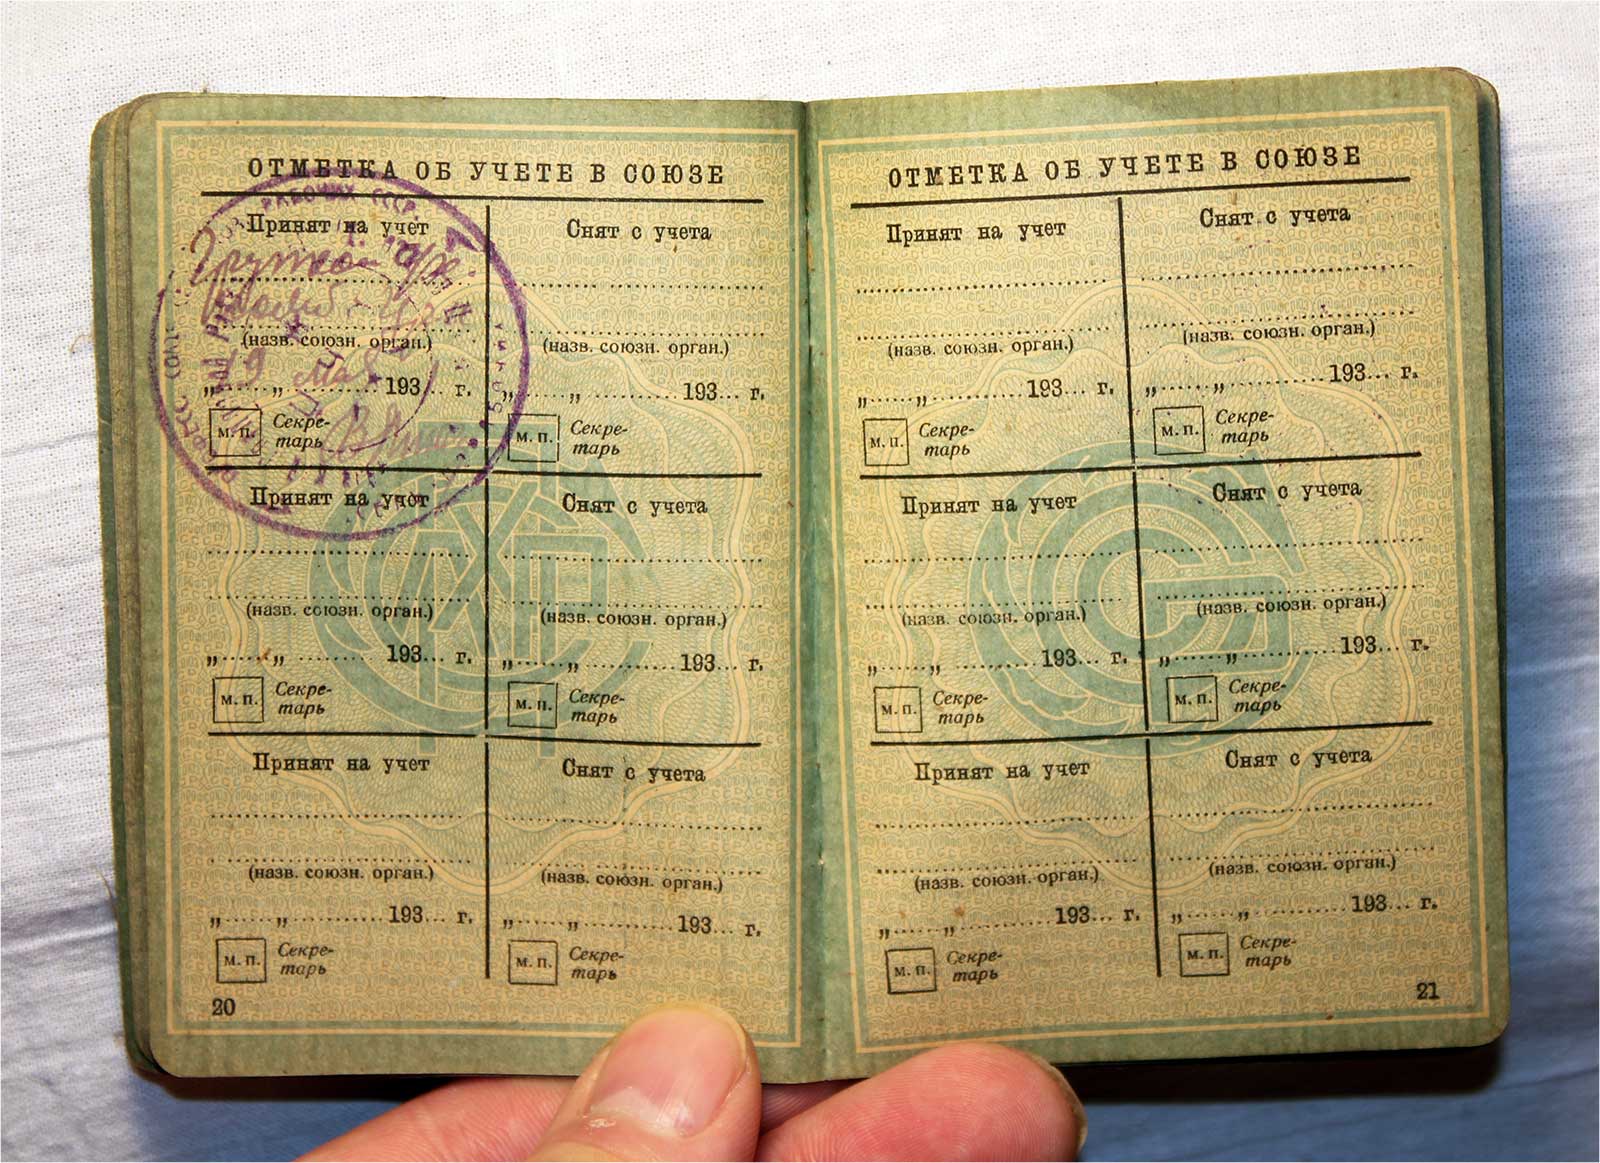 ОТМЕТКА ОБ УЧЕТЕ В СОЮЗЕ
РАБОЧИХ СССР.
Принят на учет
(назв. союзн. орган.)
„ 19 „ мая 193 г.
М. П. Секре-
тарь
Снят с учета
(назв. союзн. орган.)
„ „ 193... г.
М. П. Секре-
тарь
Принят на учет
(назв. союзн. орган.)
„ „ 193... г.
М. П. Секре-
тарь
Снят с учета
(назв. союзн. орган.)
„ „ 193... г.
М. П. Секре-
тарь
Принят на учет
(назв. союзн. орган.)
„ „ 193... г.
М. П. Секре-
тарь
Снят с учета
(назв. союзн. орган.)
„ „ 193... г.
М. П. Секре-
тарь
20
ОТМЕТКА ОБ УЧЕТЕ В СОЮЗЕ
Принят на учет
(назв. союзн. орган.)
„ „ 193... г.
М. П. Секре-
тарь
Снят с учета
(назв. союзн. орган.)
„ „ 193... г.
М. П. Секре-
тарь
Принят на учет
(назв. союзн. орган.)
„ „ 193... г.
М. П. Секре-
тарь
Снят с учета
(назв. союзн. орган.)
„ „ 193... г.
М. П. Секре-
тарь
Принят на учет
(назв. союзн. орган.)
„ „ 193... г.
М. П. Секре-
тарь
Снят с учета
(назв. союзн. орган.)
„ „ 193... г.
М. П. Секре-
тарь
21